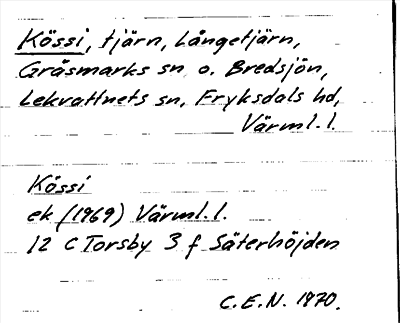 Kössi, tjärn, Långetjärn,
Gräsmarks sn o. Bredsjön,
Lekvattnets sn, Fryksdals hd,
Värml. l.
Kössi
ek (1969) Värml. l.
12 C Torsby 3 f Säterhöjden
C.E.N. 1970.